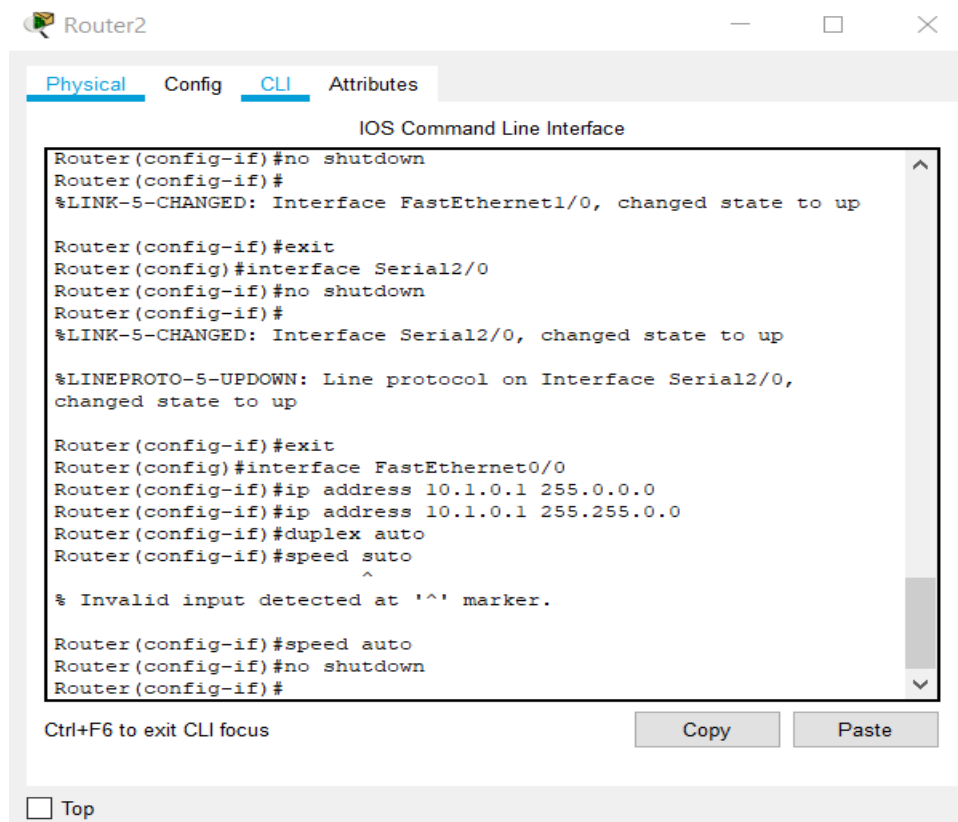 Router2
Physical Config CLI Attributes
IOS Command Line Interface
Router(config-if)#no shutdown
Router(config-if)#
%LINK-5-CHANGED: Interface FastEthernet1/0, changed state to up
Router(config-if)#exit
Router(config)#interface Serial2/0
Router(config-if)#no shutdown
Router(config-if)#
%LINK-5-CHANGED: Interface Serial2/0, changed state to up
%LINEPROTO-5-UPDOWN: Line protocol on Interface Serial2/0,
changed state to up
Router(config-if)#exit
Router(config)#interface FastEthernet0/0
Router(config-if)#ip address 10.1.0.1 255.0.0.0
Router(config-if)#ip address 10.1.0.1 255.255.0.0
Router(config-if)#duplex auto
Router(config-if)#speed suto
^
% Invalid input detected at '^' marker.
Router(config-if)#speed auto
Router(config-if)#no shutdown
Router(config-if)#
Ctrl+F6 to exit CLI focus Copy Paste
Top